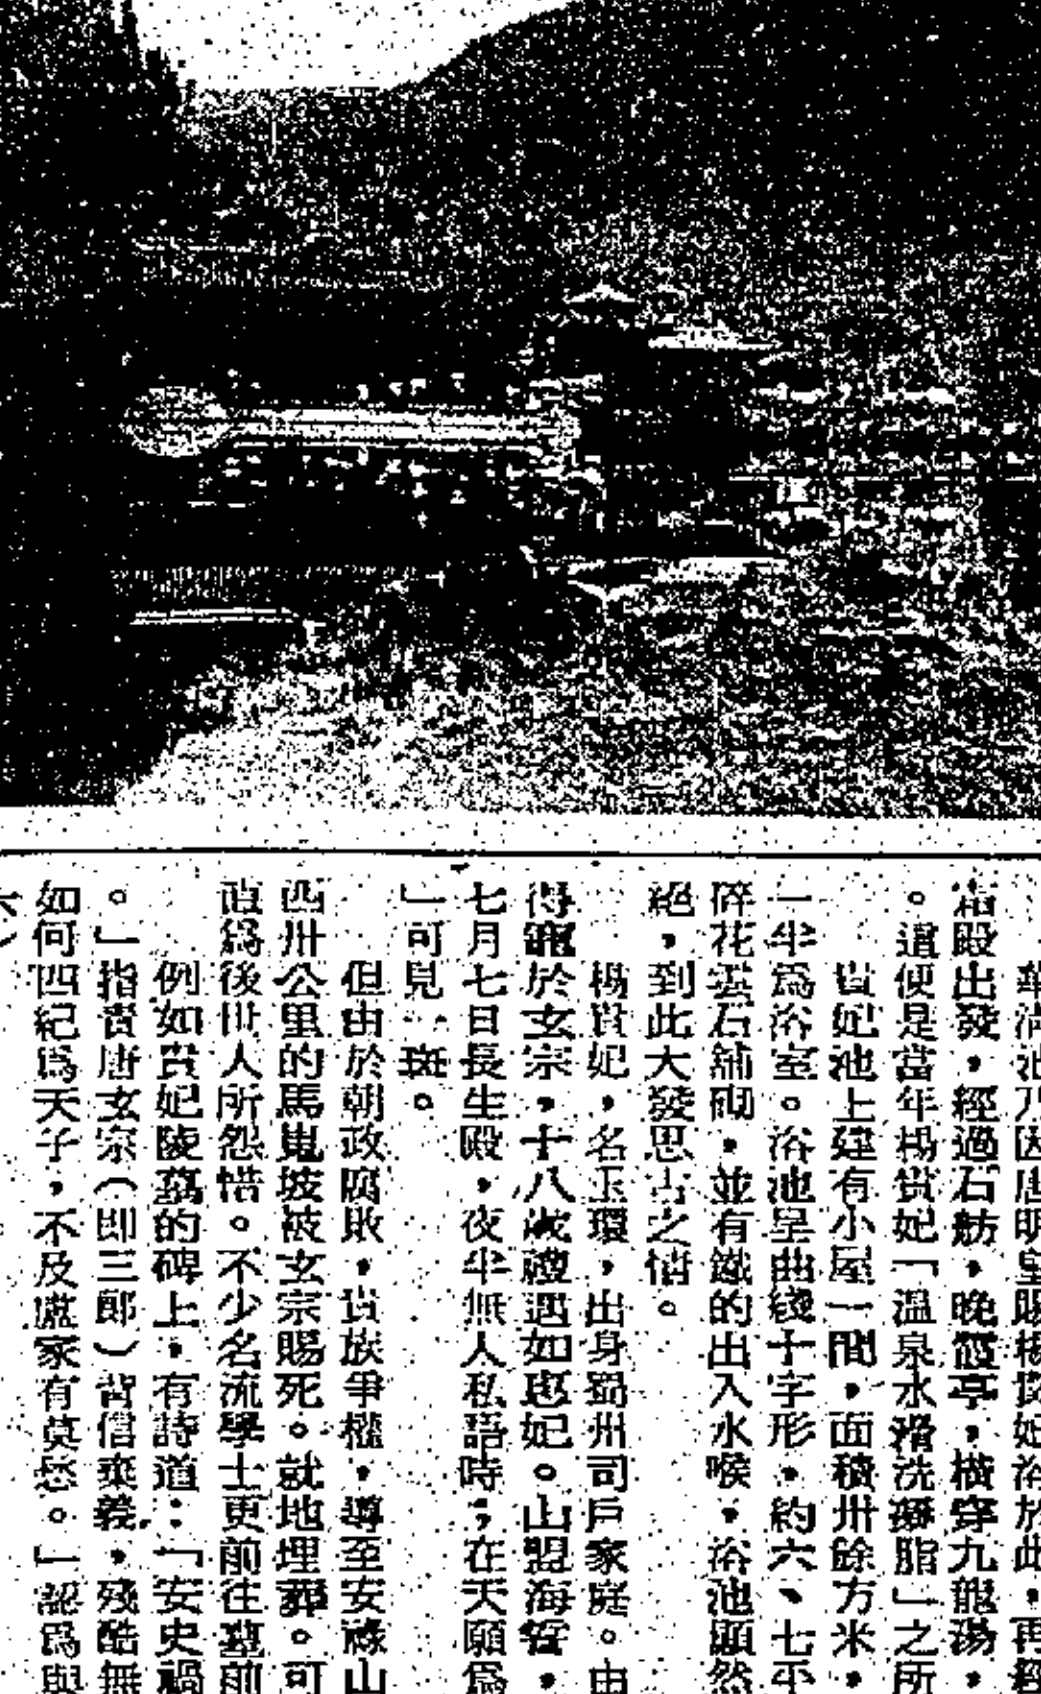 華清池乃因唐明皇賜楊貴妃浴於此，再經
霜殿出發，經過石舫，晚霞亭，橫穿九龍湯，
。這便是當年楊貴妃「溫泉水滑洗凝脂」之所
貴妃池上建有小屋一間，面積卅餘方米，
一半為浴室。浴池呈曲綫十字形，約六、七平
碎花雲石鋪砌，並有鐵的出入水喉，浴池顯然
絕，到此大發思古之情。
楊貴妃，名玉環，出身蜀州司戶家庭。由
得寵於玄宗，十八歲禮遇如惠妃。山盟海誓，
七月七日長生殿，夜半無人私語時；在天願爲
」可見一斑。
但由於朝政腐敗，貴族爭權，導至安祿山
西卅公里的馬嵬坡被玄宗賜死。就地埋葬。可
直爲後世人所怨惜。不少名流學士更前往墓前
例如貴妃陵墓的碑上，有詩道：「安史禍
。」指責唐玄宗（即三郎）背信棄義，殘酷無
如何四紀爲天子，不及盧家有莫愁。」認爲與